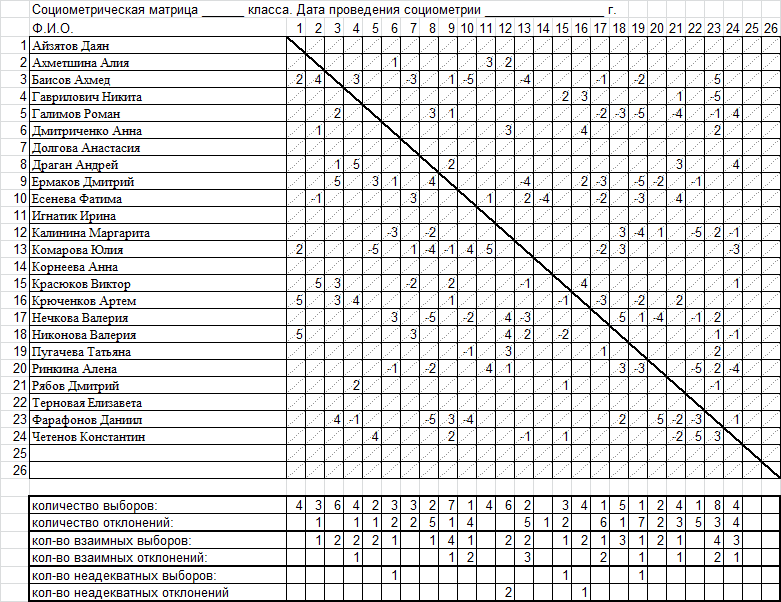 Социометрическая матрица ______ класса. Дата проведения социометрии _________________ г.
Ф.И.О. 1 2 3 4 5 6 7 8 9 10 11 12 13 14 15 16 17 18 19 20 21 22 23 24 25 26
1 Айзятов Даян
2 Ахметшина Алия 1 3 2
3 Баисов Ахмед 2 4 3 -3 1 -5 -4 -1 -2 5
4 Гаврилович Никита 2 3 1 -5
5 Галимов Роман 2 3 1 -2 -3 -5 -4 -1 4
6 Дмитриченко Анна 1 3 4 2
7 Долгова Анастасия
8 Драган Андрей 1 5 2 3 4
9 Ермаков Дмитрий 5 3 1 4 -4 2 -3 -5 -2 -1
10 Есенева Фатима -1 3 1 2 -4 -2 -3 4
11 Игнатик Ирина
12 Калинина Маргарита -3 -2 3 -4 1 -5 2 -1
13 Комарова Юлия 2 -5 1 -4 -1 4 5 -2 3 -3
14 Корнеева Анна
15 Красюков Виктор 5 3 -2 2 -1 4 1
16 Крюченков Артем 5 3 4 1 -1 -3 -2 2
17 Нечкова Валерия 3 -5 -2 4 -3 5 1 -4 -1 2
18 Никонова Валерия 5 3 4 2 -2 1 -1
19 Пугачева Татьяна -1 3 1 2
20 Ринкина Алена -1 -2 4 1 3 -3 -5 2 -4
21 Рябов Дмитрий 2 1 -1
22 Терновая Елизавета
23 Фарафонов Даниил 4 -1 -5 3 -4 2 5 -2 -3 1
24 Четенов Константин 4 2 -1 1 -2 5 3
25
26
количество выборов: 4 3 6 4 2 3 3 2 7 1 4 6 2 3 4 1 5 1 2 4 1 8 4
количество отклонений: 1 1 1 2 2 5 1 4 5 1 2 6 1 7 2 3 5 3 4
кол-во взаимных выборов: 1 2 2 2 1 1 4 1 2 2 1 2 1 3 1 2 1 4 3
кол-во взаимных отклонений: 1 1 2 3 2 1 1 2 1
кол-во неадекватных выборов: 1 1 1
кол-во неадекватных отклонений 2 1